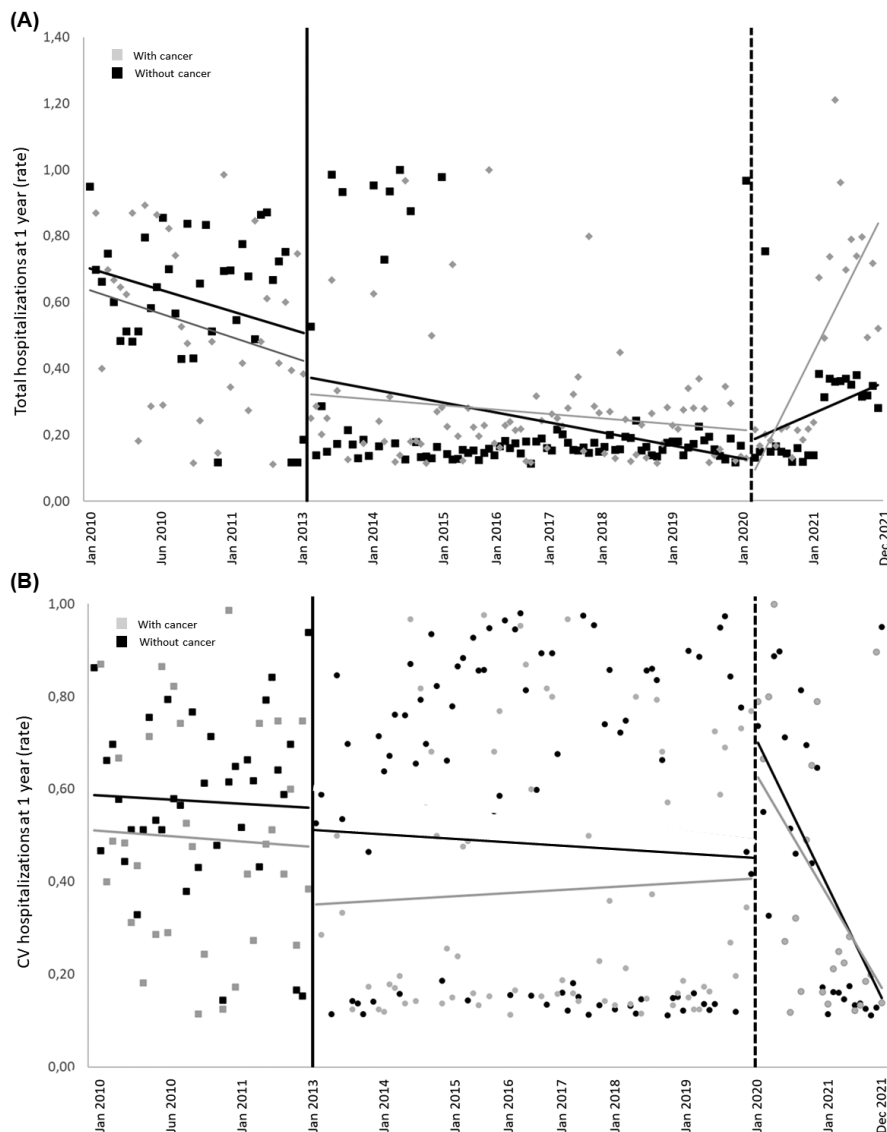 (A)
Total hospitalizations at 1 year (rate)
1,40
1,20
1,00
0,80
0,60
0,40
0,20
0,00
With cancer
Without cancer
Jan 2010
Jun 2010
Jan 2011
Jan 2013
Jan 2014
Jan 2015
Jan 2016
Jan 2017
Jan 2018
Jan 2019
Jan 2020
Jan 2021
Dec 2021
(B)
CV hospitalizations at 1 year (rate)
1,00
0,80
0,60
0,40
0,20
0,00
With cancer
Without cancer
Jan 2010
Jun 2010
Jan 2011
Jan 2013
Jan 2014
Jan 2015
Jan 2016
Jan 2017
Jan 2018
Jan 2019
Jan 2020
Jan 2021
Dec 2021